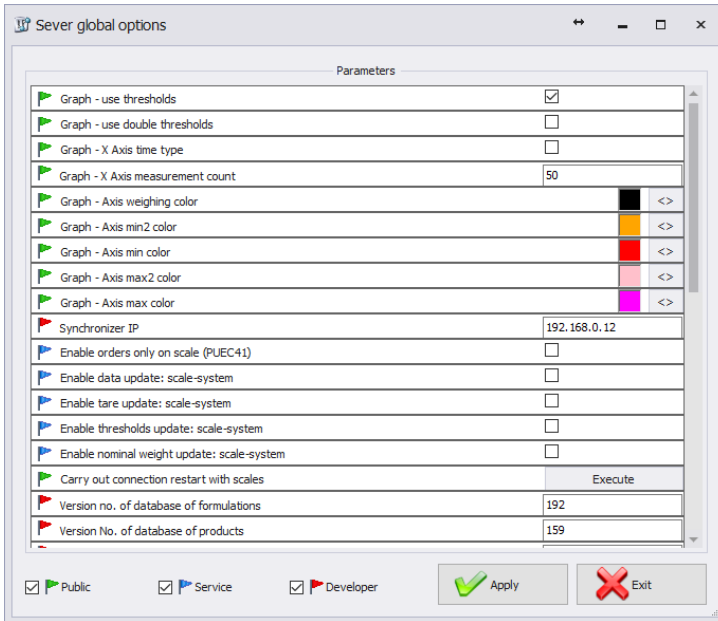 Sever global options
Parameters
Graph - use thresholds
Graph - use double thresholds
Graph - X Axis time type
Graph - X Axis measurement count 50
Graph - Axis weighing color <>
Graph - Axis min2 color <>
Graph - Axis min color <>
Graph - Axis max2 color <>
Graph - Axis max color <>
Synchronizer IP 192.168.0.12
Enable orders only on scale (PUEC41)
Enable data update: scale-system
Enable tare update: scale-system
Enable thresholds update: scale-system
Enable nominal weight update: scale-system
Carry out connection restart with scales Execute
Version no. of database of formulations 192
Version No. of database of products 159
Public Service Developer Apply Exit